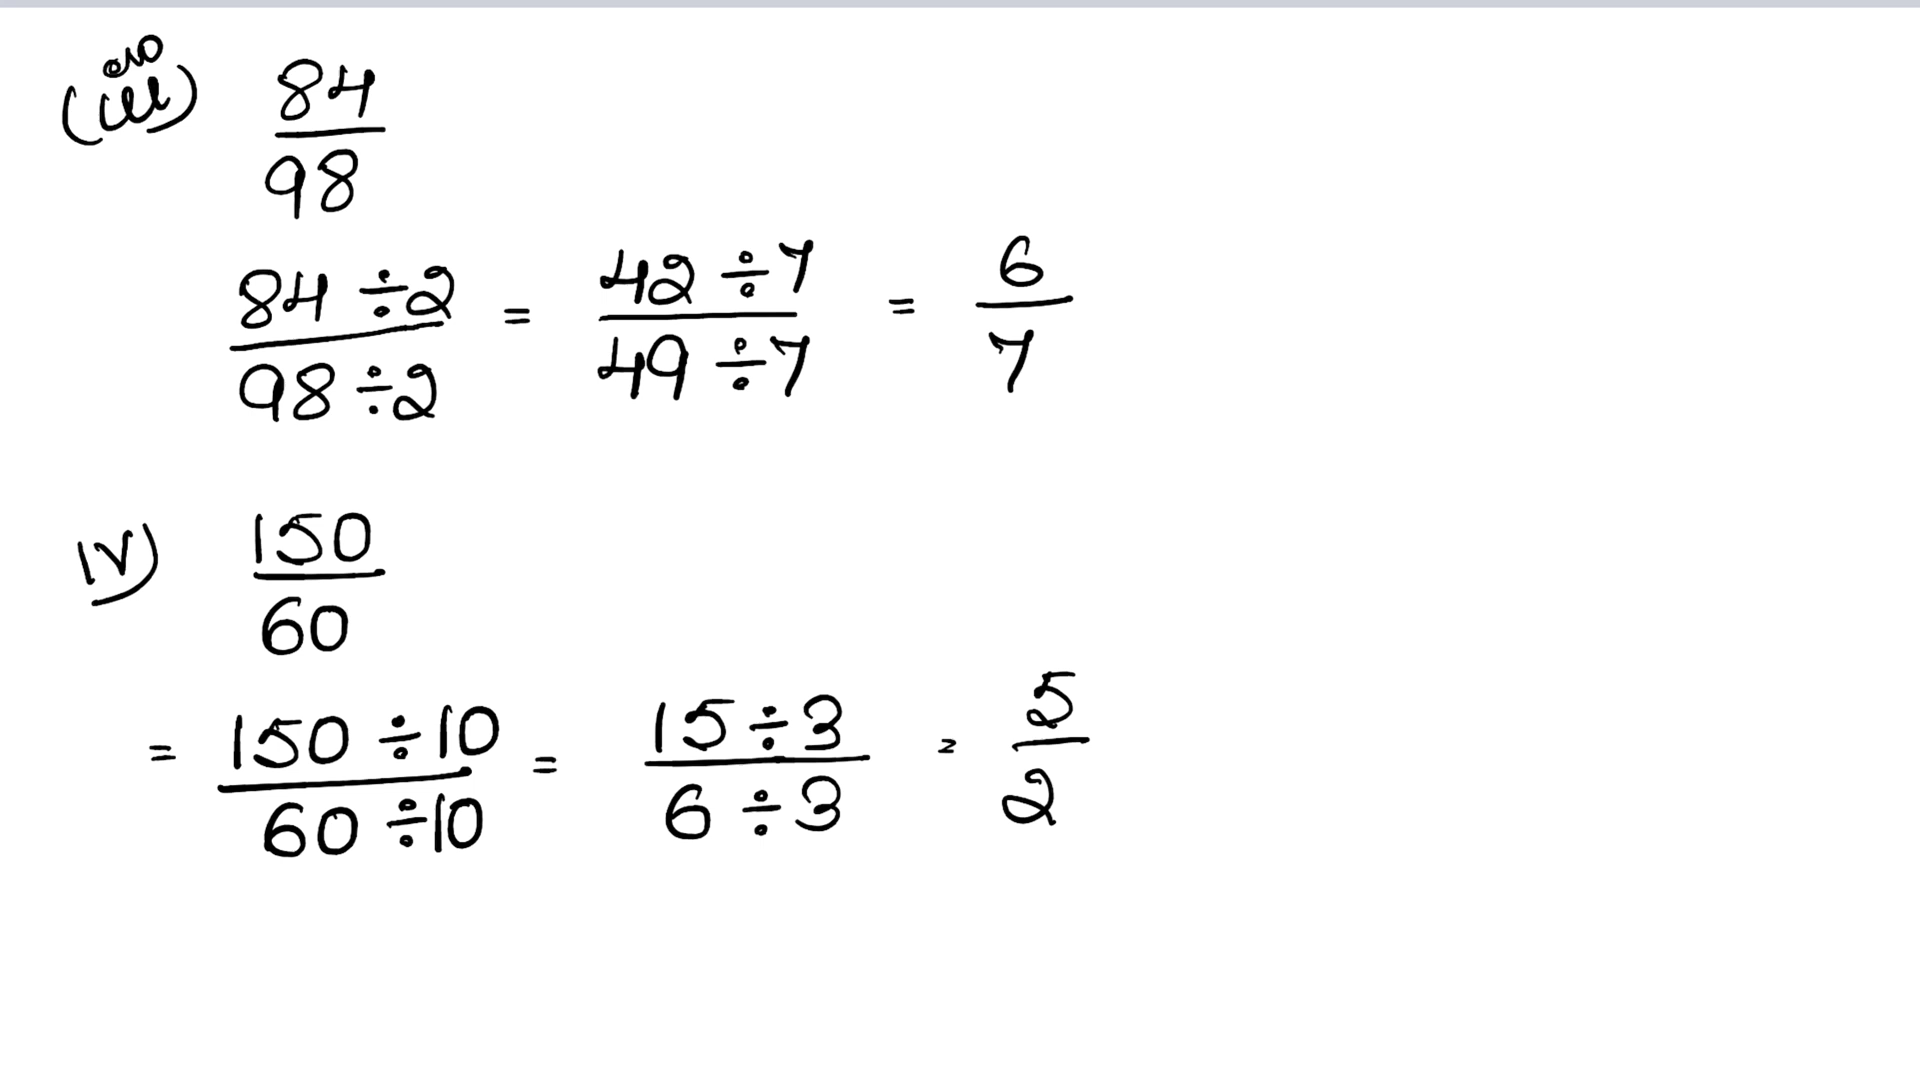 (iii) 84/98
84÷2/98÷2 = 42÷7/49÷7 = 6/7
IV) 150/60
= 150÷10/60÷10 = 15÷3/6÷3 = 5/2